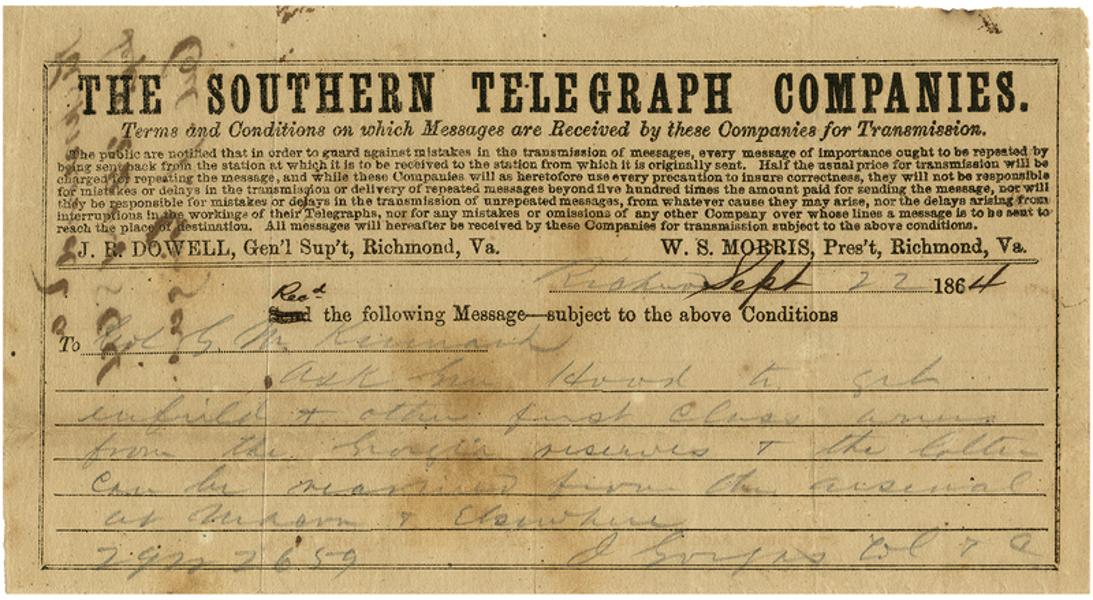 THE SOUTHERN TELEGRAPH COMPANIES.
Terms and Conditions on which Messages are Received by these Companies for Transmission.
The public are notified that in order to guard against mistakes in the transmission of messages, every message of importance ought to be repeated by
being sent back from the station at which it is to be received to the station from which it is originally sent. Half the usual price for transmission will be
charged for repeating the message, and while these Companies will as heretofore use every precaution to insure correctness, they will not be responsible
for mistakes or delays in the transmission or delivery of repeated messages beyond five hundred times the amount paid for sending the message, nor will
they be responsible for mistakes or delays in the transmission of unrepeated messages, from whatever cause they may arise, nor the delays arising from
interruptions in the workings of their Telegraphs, nor for any mistakes or omissions of any other Company over whose lines a message is to be sent to
reach the place of destination. All messages will hereafter be received by these Companies for transmission subject to the above conditions.
J. R. DOWELL, Gen'l Sup't, Richmond, Va. W. S. MORRIS, Pres't, Richmond, Va.
Richmond Sept 22 1864
Recd
Send the following Message—subject to the above Conditions
To Col G. M.
Ask Gen Hood to get
enfield & other first class arms
from the Georgia reserves & the latter
can be rearmed from the arsenal
at Macon & Elsewhere
J Gorgas Col &